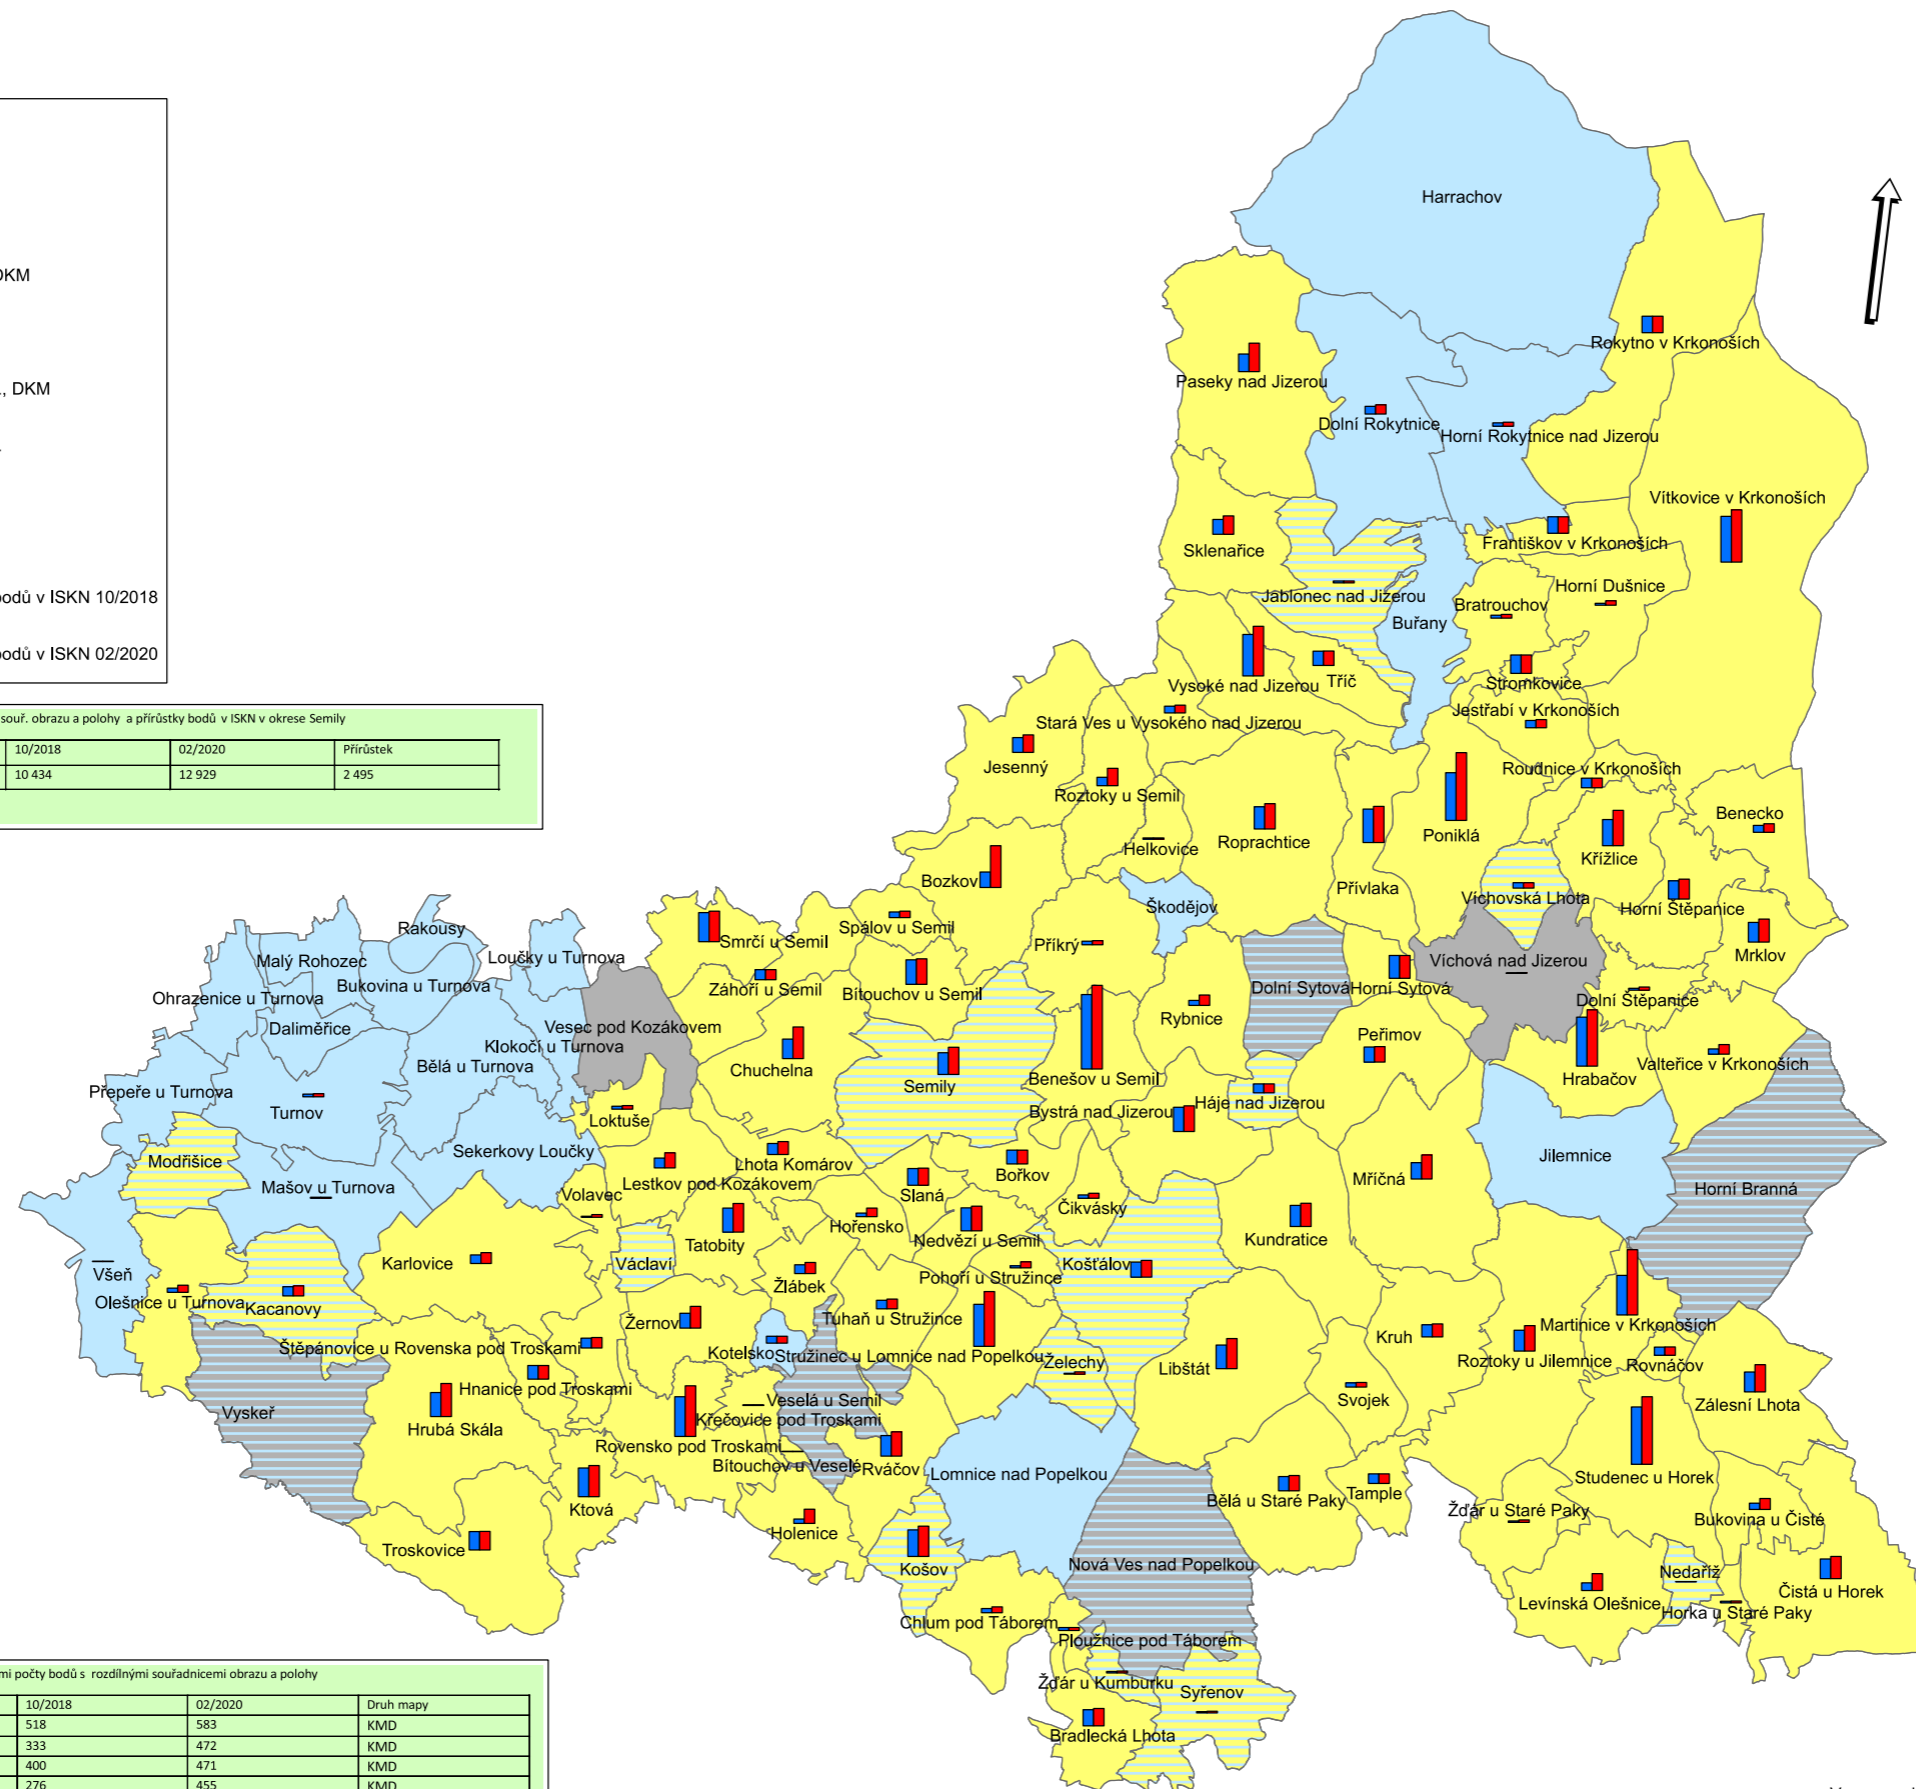 DKM
., DKM
bodů v ISKN 10/2018
bodů v ISKN 02/2020
souř. obrazu a polohy a přírůstky bodů v ISKN v okrese Semily
10/2018 02/2020 Přírůstek
10 434 12 929 2 495
Harrachov
Rokytno v Krkonoších
Paseky nad Jizerou
Dolní Rokytnice
Horní Rokytnice nad Jizerou
Vítkovice v Krkonoších
Sklenařice
Františkov v Krkonoších
Jablonec nad Jizerou
Horní Dušnice
Bratrouchov
Buřany
Vysoké nad Jizerou
Tříč
Stromkovice
Jestřabí v Krkonoších
Stará Ves u Vysokého nad Jizerou
Jesenný
Roztoky u Semil
Roudnice v Krkonoších
Benecko
Helkovice
Roprachtice
Poniklá
Křížlice
Bozkov
Přívlaka
Škodějov
Víchovská Lhota
Horní Štěpanice
Rakousy
Smrčí u Semil
Spálov u Semil
Příkrý
Mrklov
Malý Rohozec
Loučky u Turnova
Bukovina u Turnova
Víchová nad Jizerou
Ohrazenice u Turnova
Záhoří u Semil
Bítouchov u Semil
Dolní Sytová
Horní Sytová
Dolní Štěpanice
Daliměřice
Vesec pod Kozákovem
Rybnice
Klokočí u Turnova
Bělá u Turnova
Chuchelna
Peřimov
Valteřice v Krkonoších
Přepeře u Turnova
Semily
Benešov u Semil
Hrabačov
Turnov
Loktuše
Bystrá nad Jizerou
Háje nad Jizerou
Sekerkovy Loučky
Modřišice
Lhota Komárov
Jilemnice
Mašov u Turnova
Lestkov pod Kozákovem
Slaná
Bořkov
Mříčná
Horní Branná
Volavec
Čikvásky
Hořensko
Tatobity
Nedvězí u Semil
Kundratice
Karlovice
Václaví
Košťálov
Všeň
Žlábek
Pohoří u Stružince
Olešnice u Turnova
Kacanovy
Žernov
Tuhaň u Stružince
Martinice v Krkonoších
Štěpánovice u Rovenska pod Troskami
Kotelsko
Stružinec u Lomnice nad Popelkou
Želechy
Libštát
Kruh
Roztoky u Jilemnice
Rovnáčov
Hnanice pod Troskami
Zálesní Lhota
Vyskeř
Veselá u Semil
Svojek
Hrubá Skála
Křečovice pod Troskami
Rovensko pod Troskami
Bítouchov u Veselé
Rváčov
Lomnice nad Popelkou
Studenec u Horek
Ktová
Bělá u Staré Paky
Tample
Žďár u Staré Paky
Bukovina u Čisté
Holenice
Troskovice
Košov
Nová Ves nad Popelkou
Nedaříž
Čistá u Horek
Levínská Olešnice
Horka u Staré Paky
Chlum pod Táborem
Ploužnice pod Táborem
Žďár u Kumburku
Syřenov
Bradlecká Lhota
mi počty bodů s rozdílnými souřadnicemi obrazu a polohy
10/2018 02/2020 Druh mapy
518 583 KMD
333 472 KMD
400 471 KMD
276 455 KMD